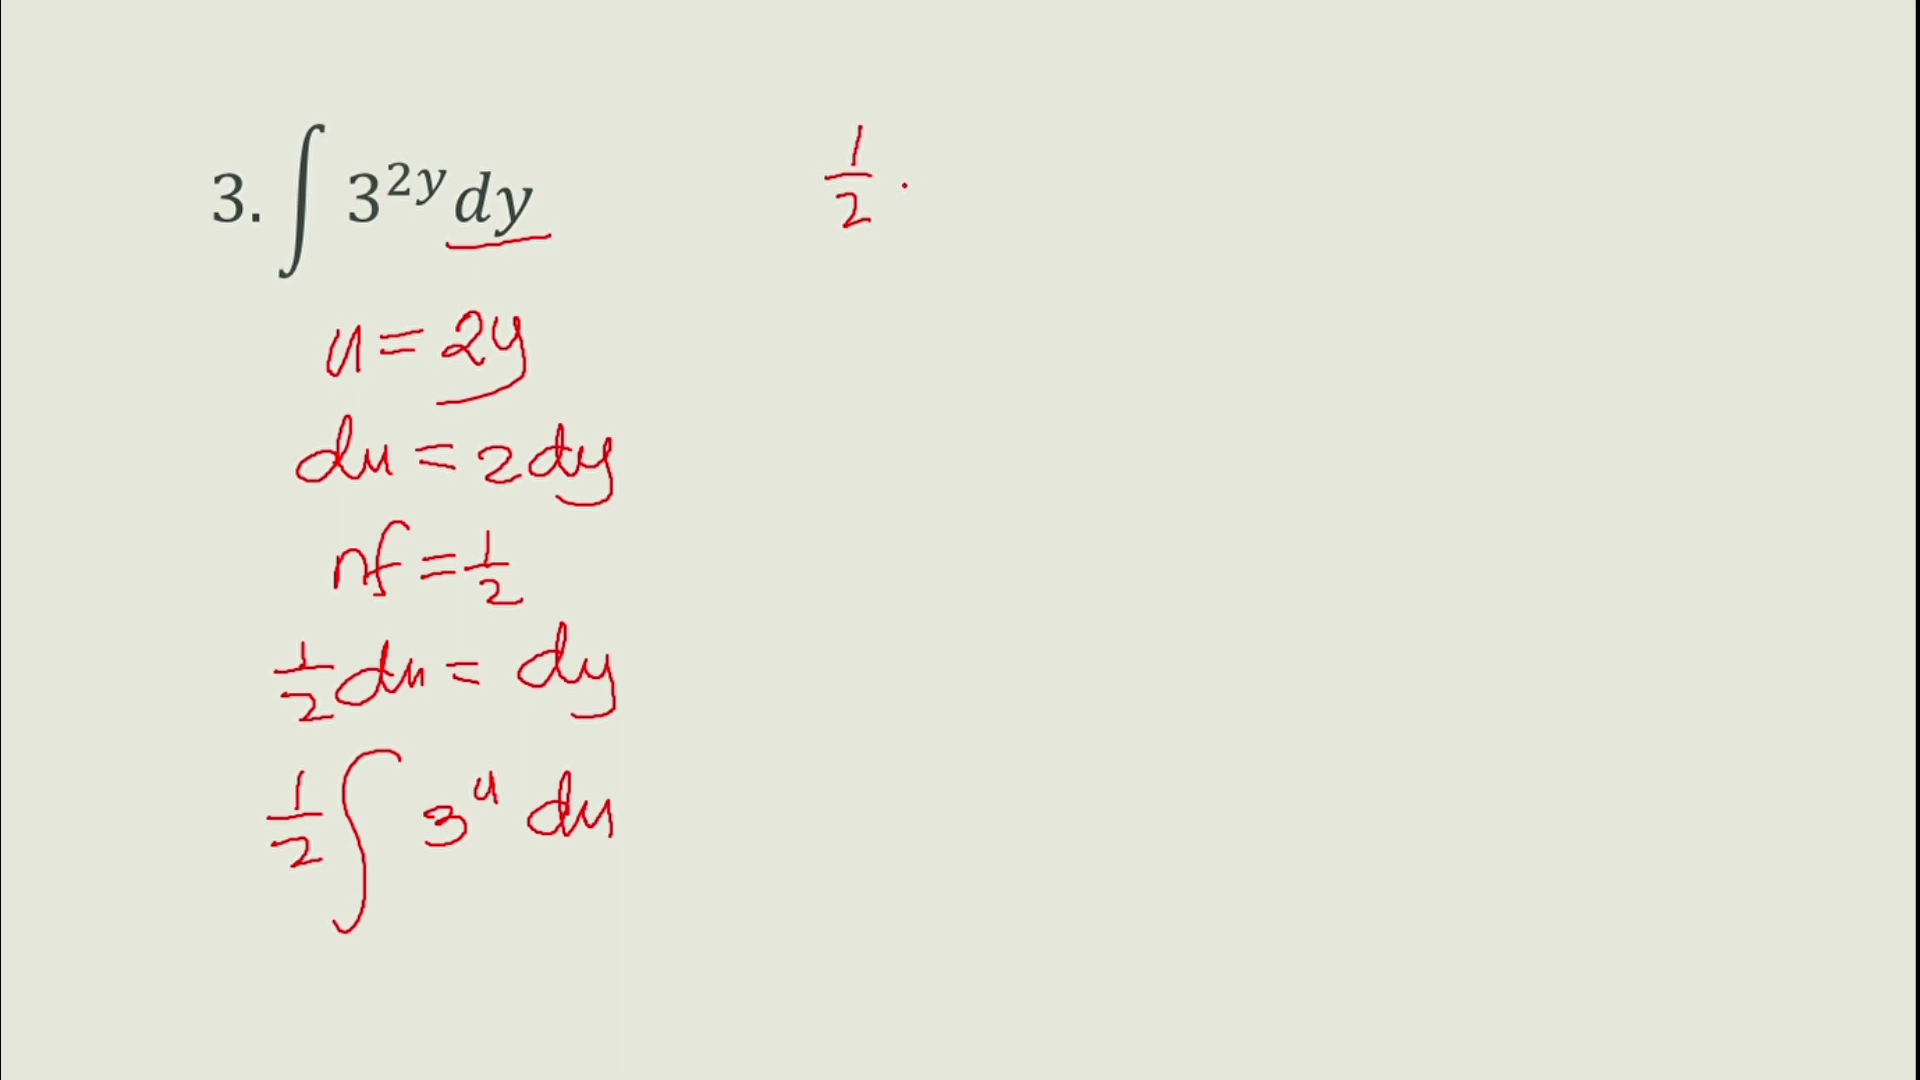 3. ∫ 3^{2y} dy
u = 2y
du = 2dy
nf = 1/2
1/2 du = dy
1/2 ∫ 3^u du
1/2 ·